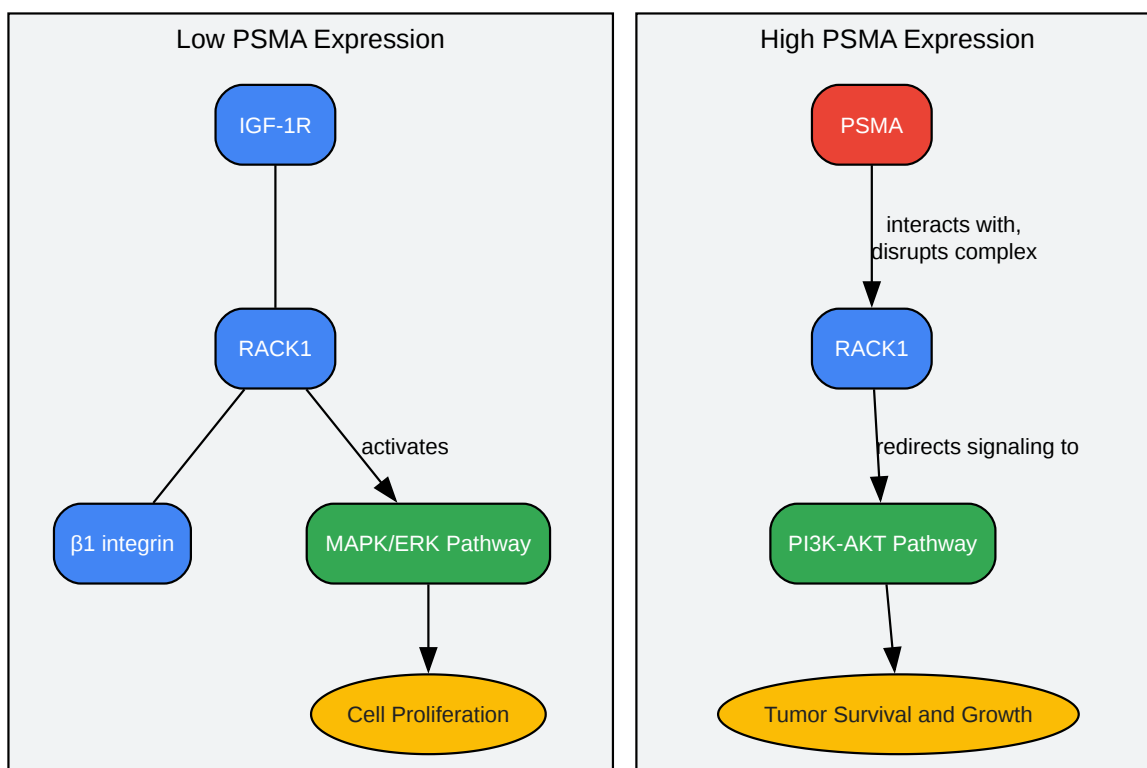 Low PSMA Expression
IGF-1R
RACK1
activates
β1 integrin
MAPK/ERK Pathway
Cell Proliferation
High PSMA Expression
PSMA
interacts with,
disrupts complex
RACK1
redirects signaling to
PI3K-AKT Pathway
Tumor Survival and Growth